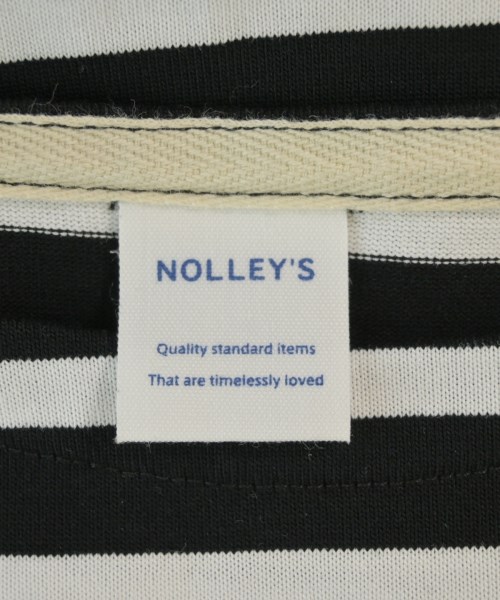 NOLLEY'S
Quality standard items
That are timelessly loved